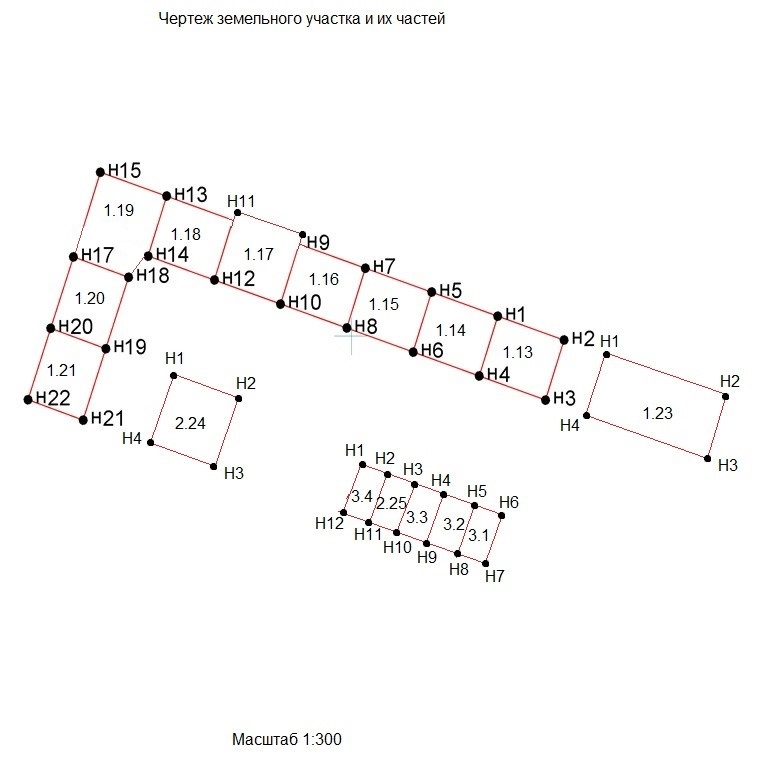 Чертеж земельного участка и их частей
Н15
Н13
Н11
1.19
1.18
Н9
Н17
Н14
1.17
Н7
Н18
Н12
1.16
Н5
1.20
Н10
1.15
Н1
Н20
Н8
1.14
Н2
Н19
Н6
1.13
Н1
1.21
Н1
Н4
Н2
Н22
Н2
Н3
1.23
Н21
2.24
Н4
Н4
Н3
Н3
Н1
Н2
Н3
Н4
Н5
Н6
3.4
2.25
3.3
3.2
3.1
Н12
Н11
Н10
Н9
Н8
Н7
Масштаб 1:300